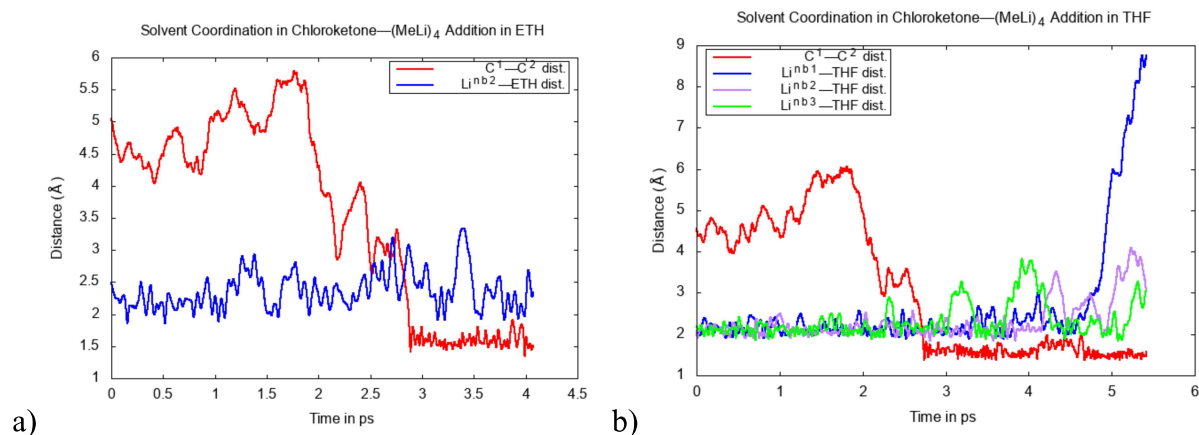 Solvent Coordination in Chloroketone—(MeLi)₄ Addition in ETH
C¹—C² dist.
Liⁿᵇ²—ETH dist.
Distance (Å)
6
5.5
5
4.5
4
3.5
3
2.5
2
1.5
1
0 0.5 1 1.5 2 2.5 3 3.5 4 4.5
Time in ps
a)
Solvent Coordination in Chloroketone—(MeLi)₄ Addition in THF
C¹—C² dist.
Liⁿᵇ¹—THF dist.
Liⁿᵇ²—THF dist.
Liⁿᵇ³—THF dist.
Distance (Å)
9
8
7
6
5
4
3
2
1
0 1 2 3 4 5 6
Time in ps
b)